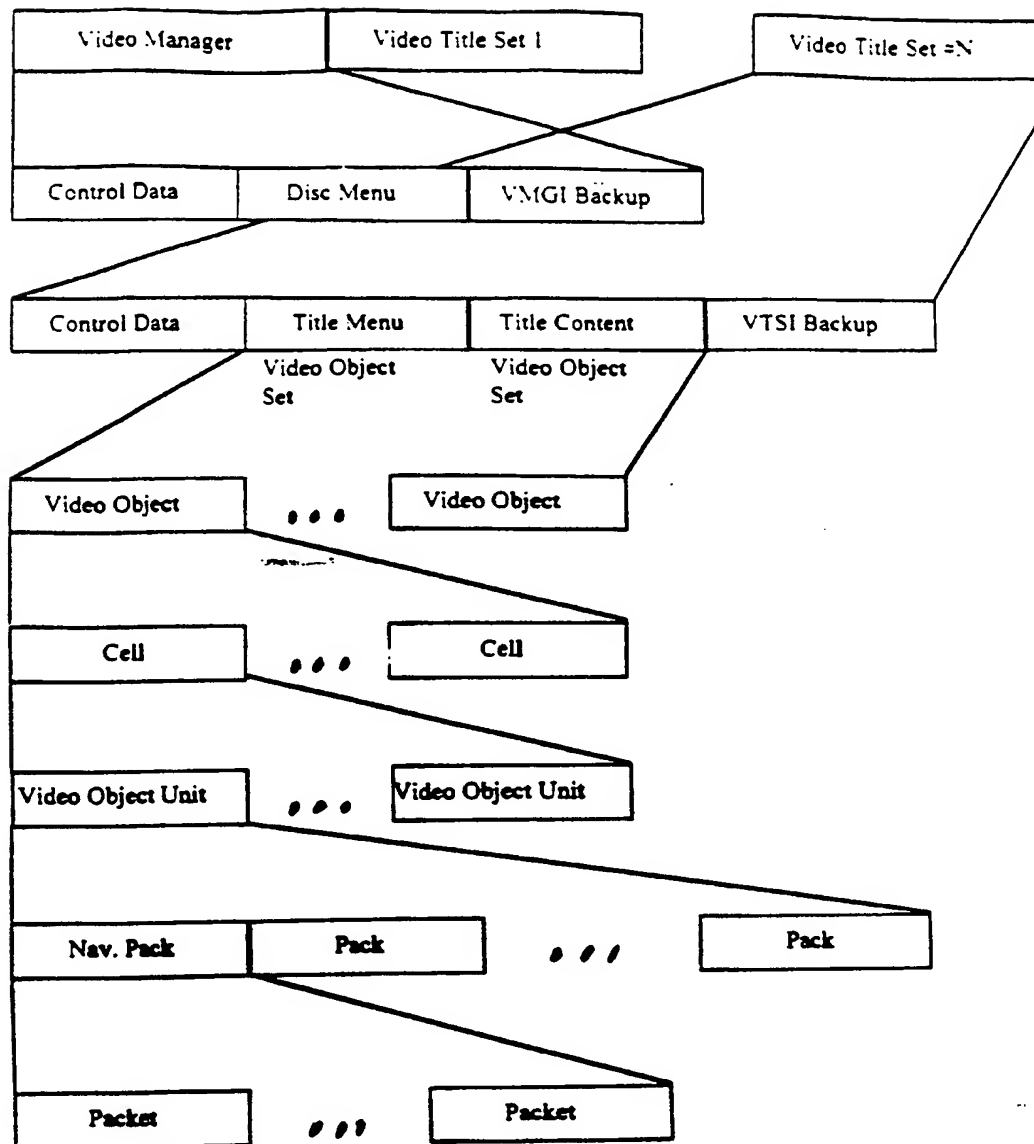 Video Manager
Video Title Set 1
Video Title Set =N
Control Data
Disc Menu
VMGI Backup
Control Data
Title Menu
Title Content
VTSI Backup
Video Object
Set
Video Object
Set
Video Object
Video Object
Cell
Cell
Video Object Unit
Video Object Unit
Nav. Pack
Pack
Pack
Packet
Packet